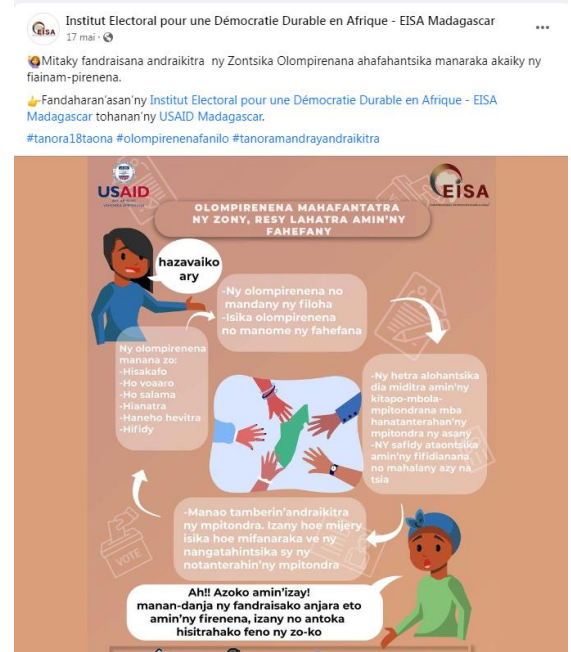 Institut Electoral pour une Démocratie Durable en Afrique - EISA Madagascar
17 mai ·
Mitaky fandraisana andraikitra ny Zontsika Olompirenana ahafahantsika manaraka akaiky ny
fiainam-pirenena.
Fandaharan'asan'ny Institut Electoral pour une Démocratie Durable en Afrique - EISA
Madagascar tohanan'ny USAID Madagascar.
#tanora18taona #olompirenenafanilo #tanoramandrayandraikitra
USAID
EISA
OLOMPIRENENA MAHAFANTATRA
NY ZONY, RESY LAHATRA AMIN'NY
FAHEFANY
hazavaiko
ary
-Ny olompirenena no
mandany ny filoha
-Isika olompirenena
no manome ny fahefana
Ny olompirenena
manana zo:
-Hisakafo
-Ho voaaro
-Ho salama
-Hianatra
-Haneho hevitra
-Hifidy
-Ny hetra alohantsika
dia miditra amin'ny
kitapo-mbola-
mpitondrana mba
hanatanterahan'ny
mpitondra ny asany
-NY safidy ataontsika
amin'ny fifidianana
no mahalany azy na
tsia
-Manao tamberin'andraikitra
ny mpitondra. Izany hoe mijery
isika hoe mifanaraka ve ny
nangatahintsika sy ny
notanterahin'ny mpitondra
VOTE
Ah!! Azoko amin'izay!
manan-danja ny fandraisako anjara eto
amin'ny firenena, izany no antoka
hisitrahako feno ny zo-ko